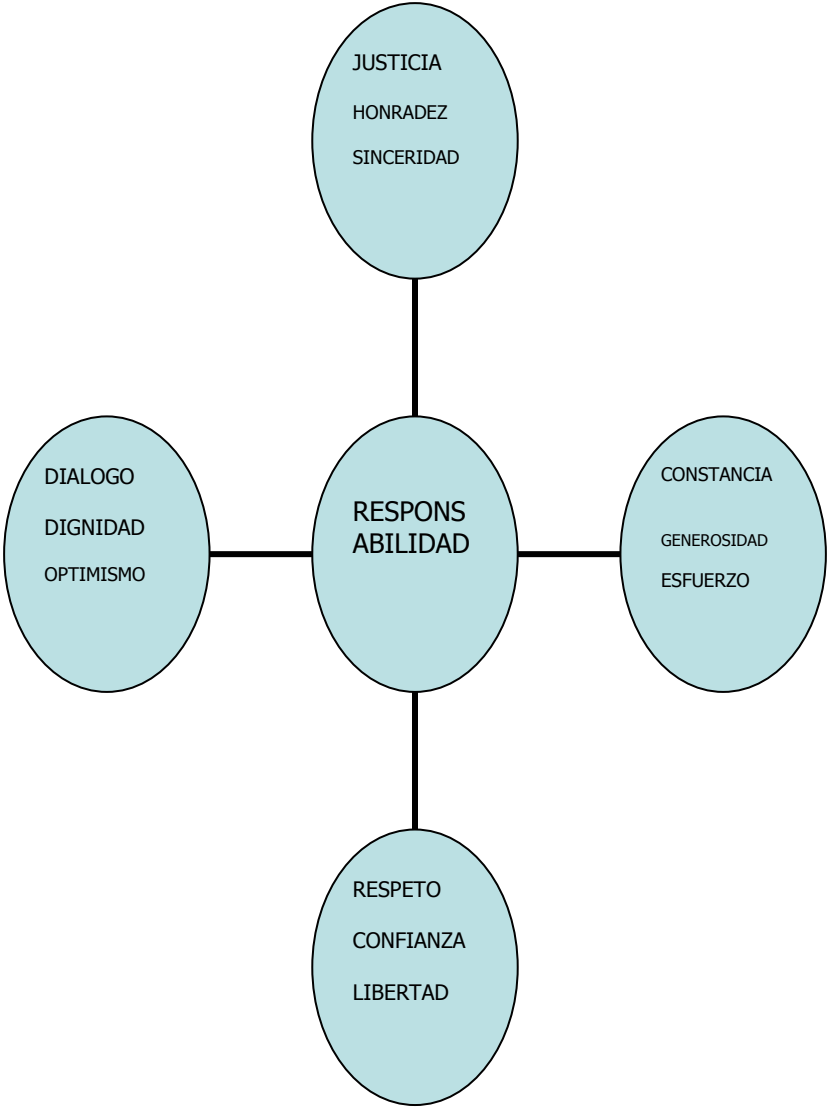 JUSTICIA
HONRADEZ
SINCERIDAD
DIALOGO
DIGNIDAD
OPTIMISMO
RESPONS
ABILIDAD
CONSTANCIA
GENEROSIDAD
ESFUERZO
RESPETO
CONFIANZA
LIBERTAD